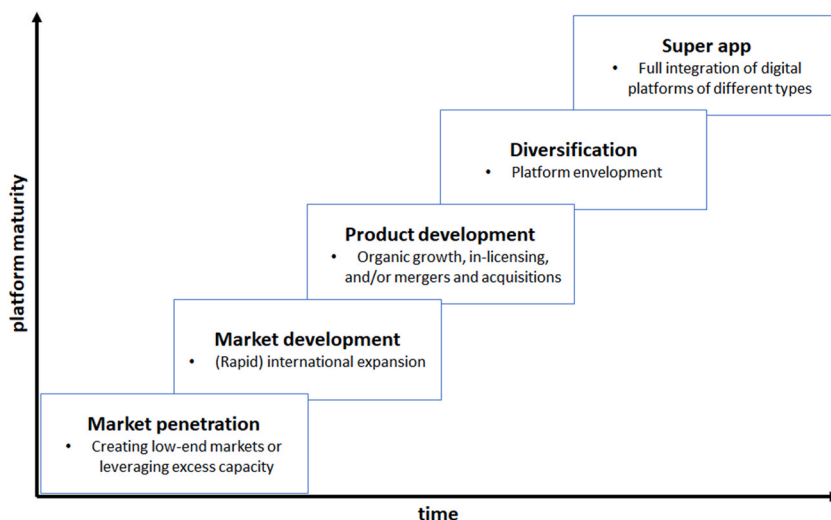 Super app
• Full integration of digital
platforms of different types
Diversification
• Platform envelopment
Product development
• Organic growth, in-licensing,
and/or mergers and acquisitions
Market development
• (Rapid) international expansion
Market penetration
• Creating low-end markets or
leveraging excess capacity
platform maturity
time